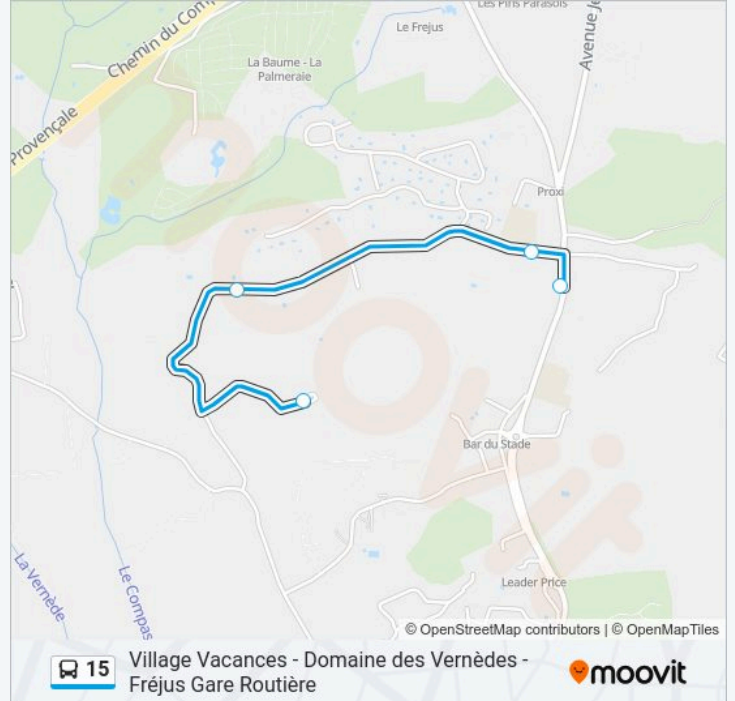 Les Pins Parasols
Le Frejus
Chemin du Comp
Avenue Je
La Baume - La
Palmeraie
Provençale
Proxi
Bar du Stade
La Vernède
Le Compas
Leader Price
© OpenStreetMap contributors | © OpenMapTiles
15
Village Vacances - Domaine des Vernèdes -
Fréjus Gare Routière
moovit